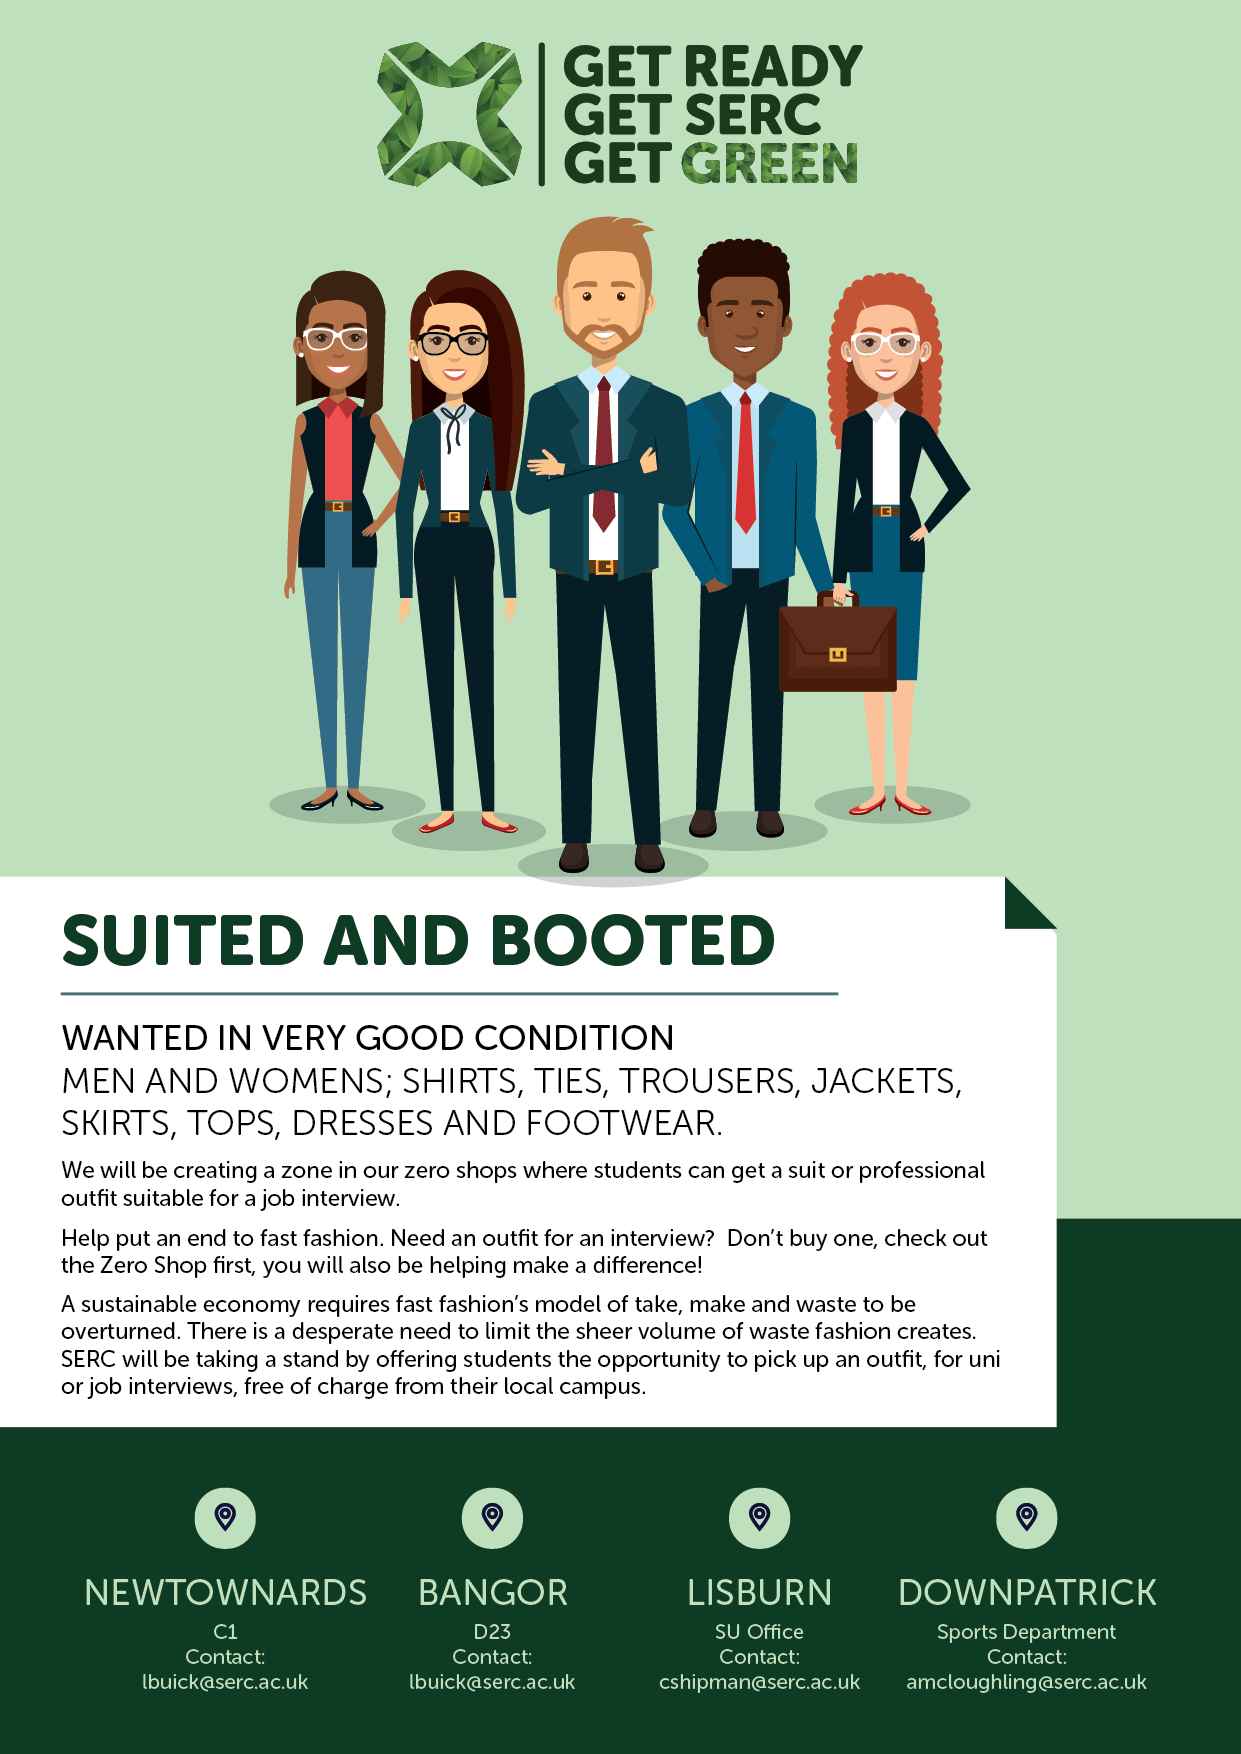 GET READY
GET SERC
GET GREEN
SUITED AND BOOTED
WANTED IN VERY GOOD CONDITION
MEN AND WOMENS; SHIRTS, TIES, TROUSERS, JACKETS,
SKIRTS, TOPS, DRESSES AND FOOTWEAR.
We will be creating a zone in our zero shops where students can get a suit or professional
outfit suitable for a job interview.
Help put an end to fast fashion. Need an outfit for an interview?  Don’t buy one, check out
the Zero Shop first, you will also be helping make a difference!
A sustainable economy requires fast fashion’s model of take, make and waste to be
overturned. There is a desperate need to limit the sheer volume of waste fashion creates.
SERC will be taking a stand by offering students the opportunity to pick up an outfit, for uni
or job interviews, free of charge from their local campus.
NEWTOWNARDS
C1
Contact:
lbuick@serc.ac.uk
BANGOR
D23
Contact:
lbuick@serc.ac.uk
LISBURN
SU Office
Contact:
cshipman@serc.ac.uk
DOWNPATRICK
Sports Department
Contact:
amcloughling@serc.ac.uk